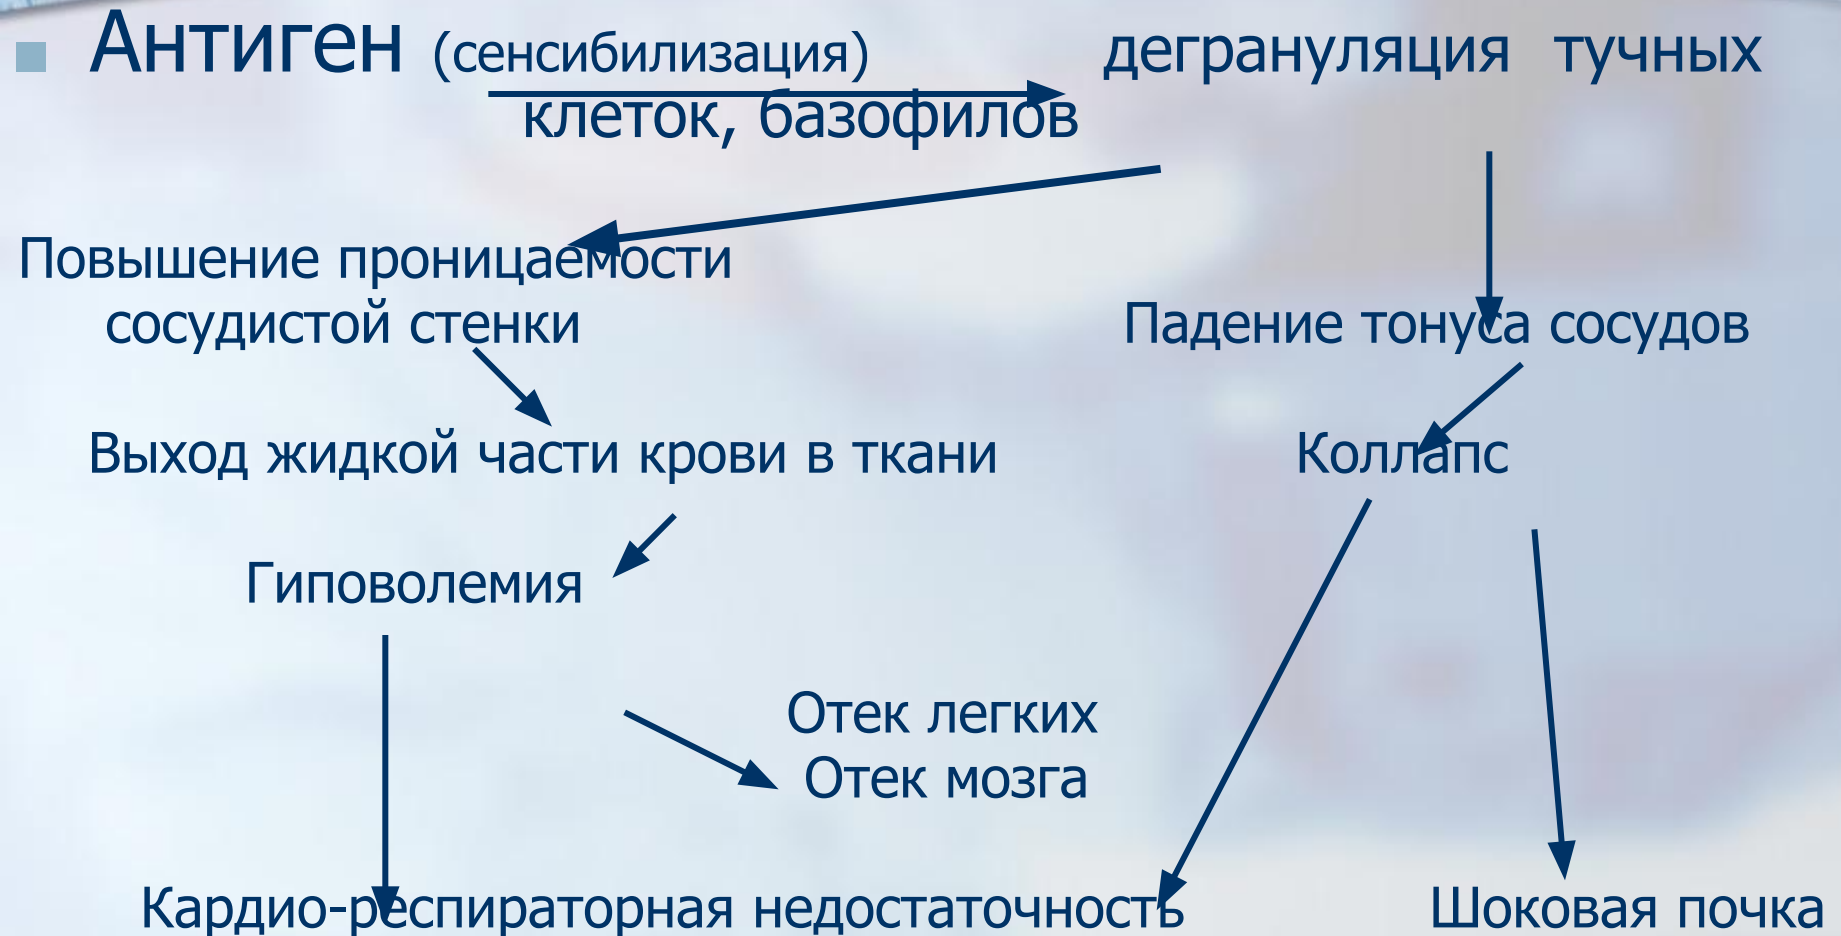 Антиген (сенсибилизация) дегрануляция тучных
клеток, базофилов
Повышение проницаемости
сосудистой стенки
Падение тонуса сосудов
Выход жидкой части крови в ткани
Коллапс
Гиповолемия
Отек легких
Отек мозга
Кардио-респираторная недостаточность
Шоковая почка